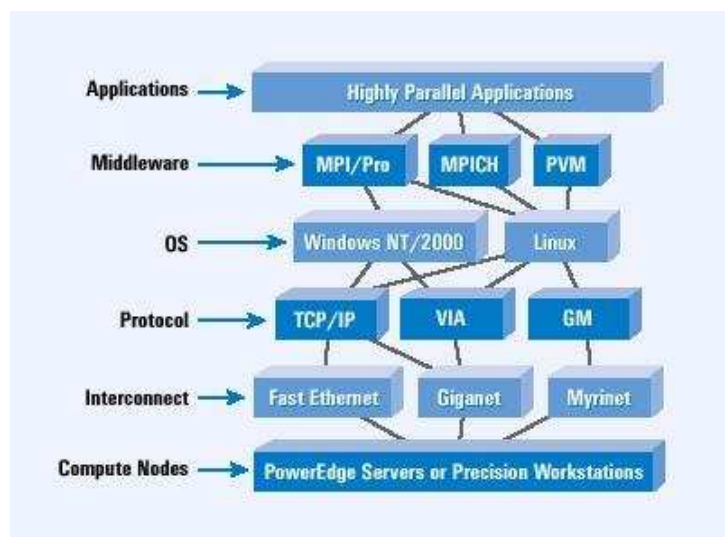 Applications
Highly Parallel Applications
Middleware
MPI/Pro
MPICH
PVM
OS
Windows NT/2000
Linux
Protocol
TCP/IP
VIA
GM
Interconnect
Fast Ethernet
Giganet
Myrinet
Compute Nodes
PowerEdge Servers or Precision Workstations